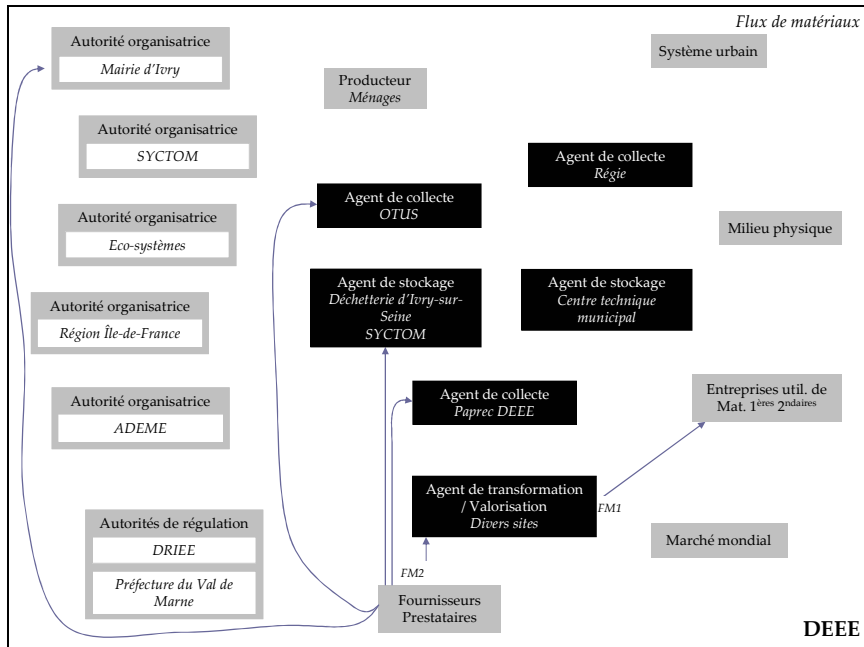 Flux de matériaux
Autorité organisatrice
Mairie d'Ivry
Système urbain
Producteur
Ménages
Autorité organisatrice
SYCTOM
Agent de collecte
Régie
Agent de collecte
OTUS
Autorité organisatrice
Eco-systèmes
Milieu physique
Agent de stockage
Déchetterie d'Ivry-sur-
Seine
SYCTOM
Agent de stockage
Centre technique
municipal
Autorité organisatrice
Région Île-de-France
Agent de collecte
Paprec DEEE
Entreprises util. de
Mat. 1ères 2ndaires
Autorité organisatrice
ADEME
Agent de transformation
/ Valorisation
Divers sites
FM1
Autorités de régulation
DRIEE
Préfecture du Val de
Marne
Marché mondial
FM2
Fournisseurs
Prestataires
DEEE